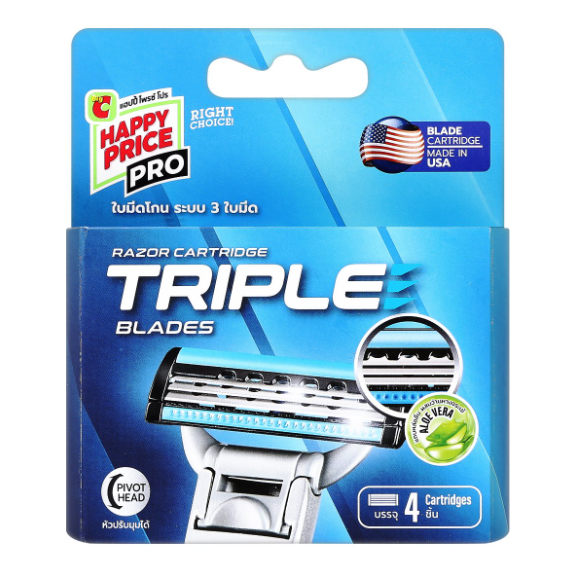 แฮปปี้ ไพรซ์ โปร
HAPPY
PRICE
PRO
RIGHT
CHOICE!
BLADE
CARTRIDGE
MADE IN
USA
ใบมีดโกน ระบบ 3 ใบมีด
RAZOR CARTRIDGE
TRIPLE
BLADES
ALOE VERA
PIVOT
HEAD
หัวปรับมุมได้
บรรจุ 4 Cartridges
ชิ้น